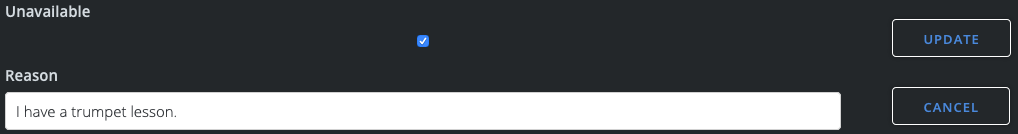 Unavailable
UPDATE
Reason
I have a trumpet lesson.
CANCEL